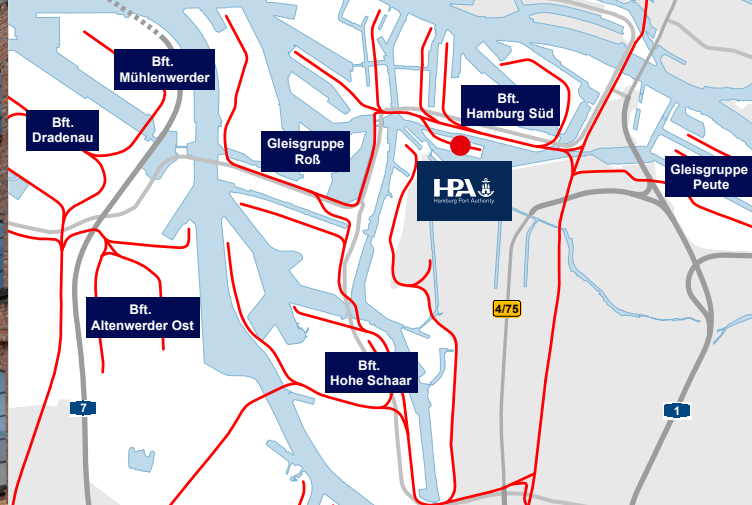 Bft.
Mühlenwerder
Bft.
Dradenau
Bft.
Hamburg Süd
Gleisgruppe
Roß
Gleisgruppe
Peute
HPA
Hamburg Port Authority
4/75
Bft.
Altenwerder Ost
Bft.
Hohe Schaar
7
1